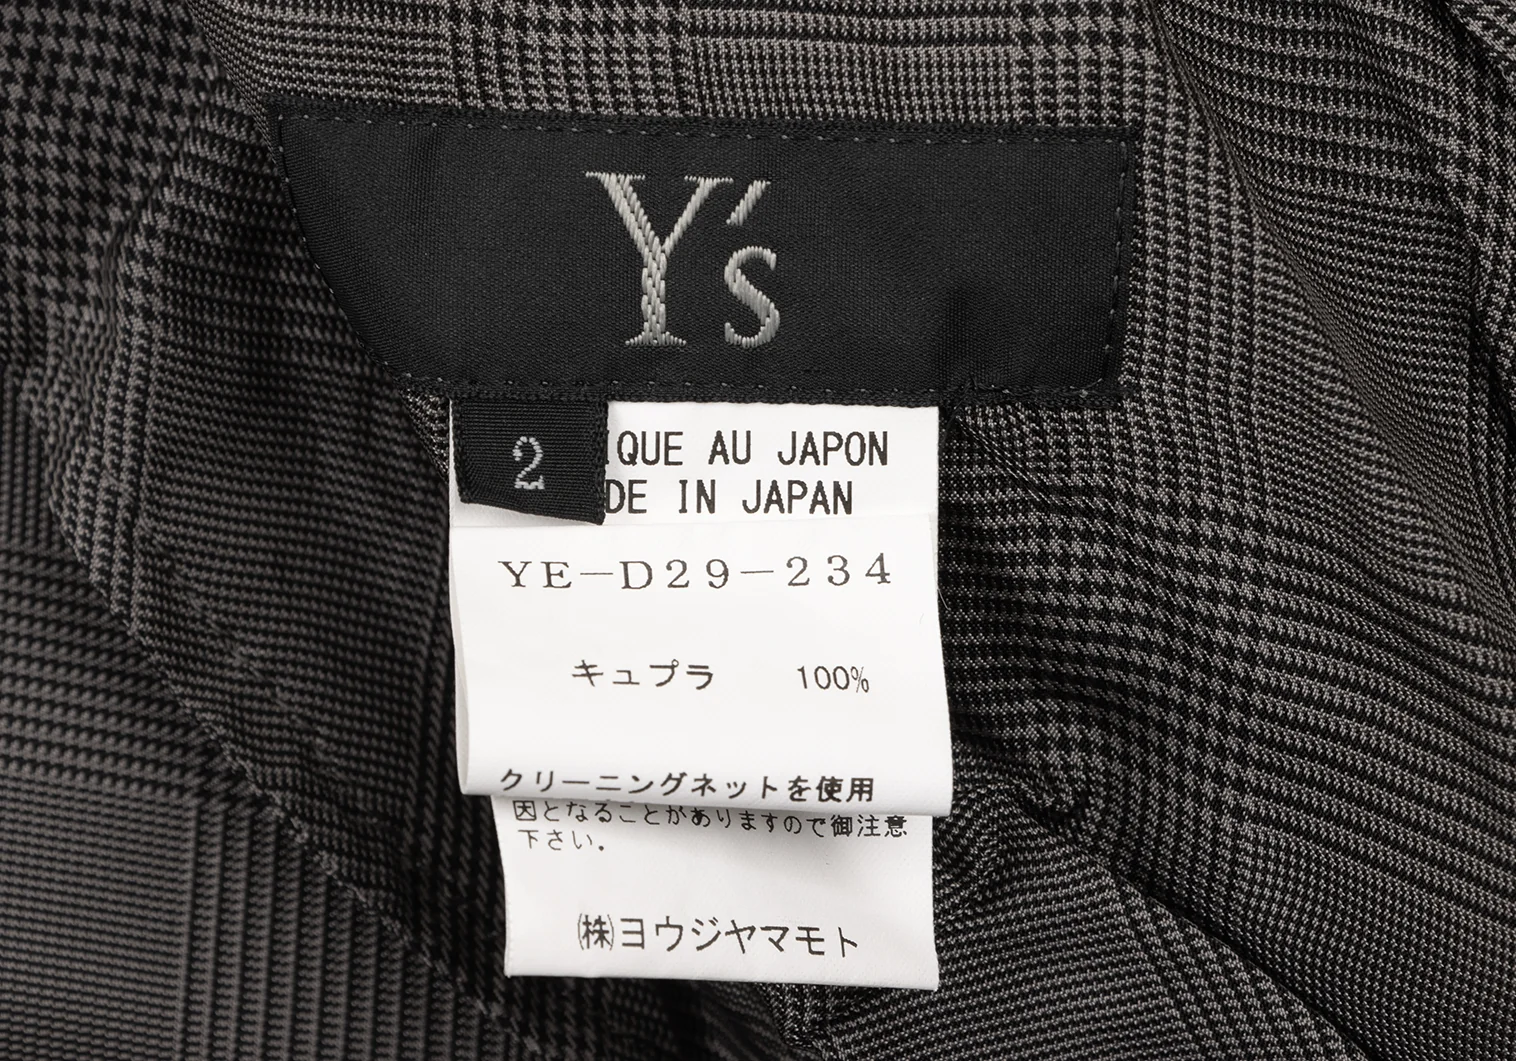 Y's
2
QUE AU JAPON
DE IN JAPAN
YE-D29-234
キュプラ 100%
クリーニングネットを使用
因となることがありますので御注意
下さい.
㈱ヨウジヤマモト